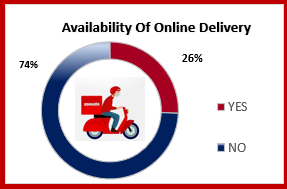 Availability Of Online Delivery
74%
26%
zomato
YES
NO